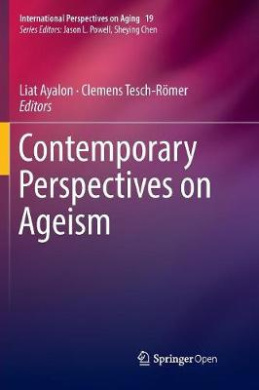 International Perspectives on Aging 19
Series Editors: Jason L. Powell, Sheying Chen
Liat Ayalon · Clemens Tesch-Römer
Editors
Contemporary
Perspectives on
Ageism
Springer Open